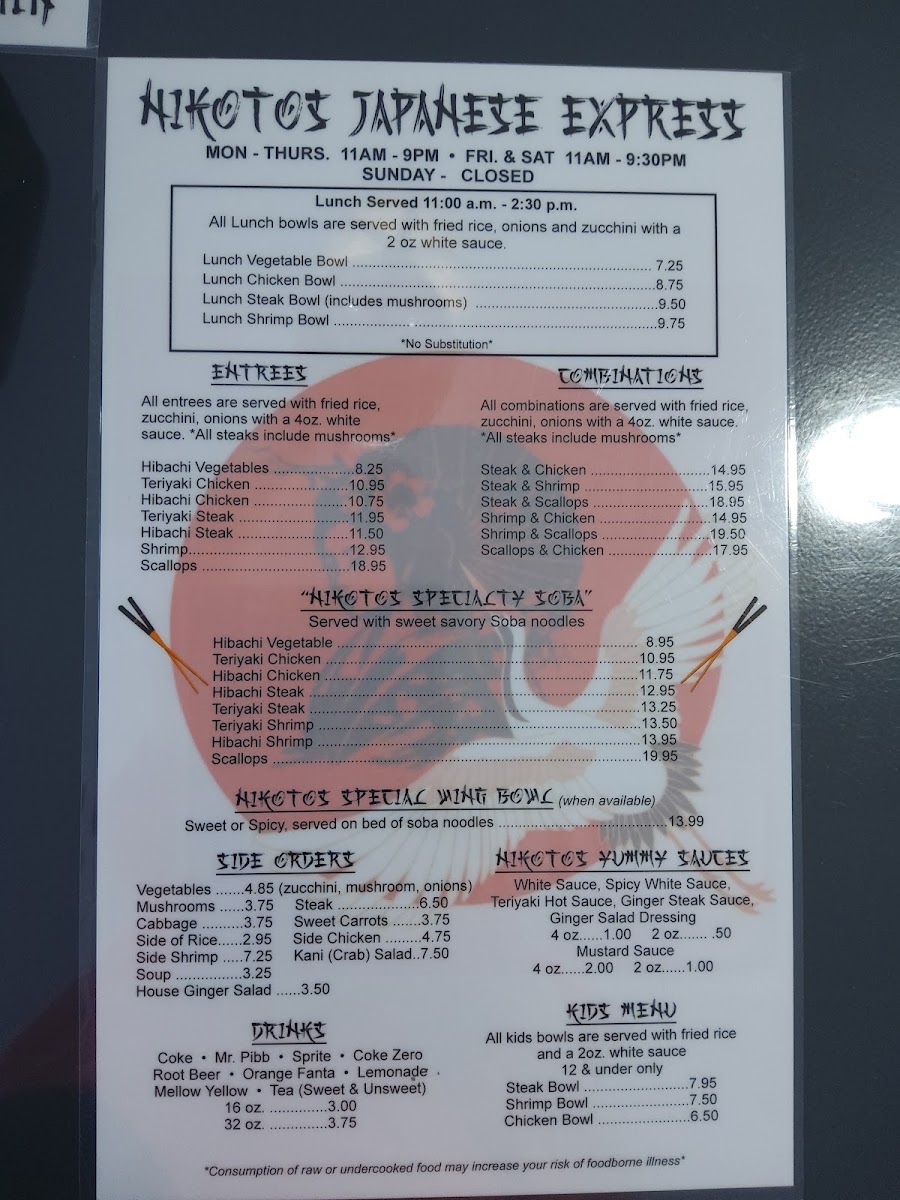 NIKOTOS JAPANESE EXPRESS
MON - THURS. 11AM - 9PM • FRI. & SAT 11AM - 9:30PM
SUNDAY - CLOSED
Lunch Served 11:00 a.m. - 2:30 p.m.
All Lunch bowls are served with fried rice, onions and zucchini with a
2 oz white sauce.
Lunch Vegetable Bowl ........ 7.25
Lunch Chicken Bowl ........ 8.75
Lunch Steak Bowl (includes mushrooms) ........ 9.50
Lunch Shrimp Bowl ........ 9.75
*No Substitution*
ENTREES
All entrees are served with fried rice,
zucchini, onions with a 4oz. white
sauce. *All steaks include mushrooms*
Hibachi Vegetables ........ 8.25
Teriyaki Chicken ........ 10.95
Hibachi Chicken ........ 10.75
Teriyaki Steak ........ 11.95
Hibachi Steak ........ 11.50
Shrimp ........ 12.95
Scallops ........ 18.95
COMBINATIONS
All combinations are served with fried rice,
zucchini, onions with a 4oz. white sauce.
*All steaks include mushrooms*
Steak & Chicken ........ 14.95
Steak & Shrimp ........ 15.95
Steak & Scallops ........ 18.95
Shrimp & Chicken ........ 14.95
Shrimp & Scallops ........ 19.50
Scallops & Chicken ........ 17.95
"NIKOTOS SPECIALTY SOBA"
Served with sweet savory Soba noodles
Hibachi Vegetable ........ 8.95
Teriyaki Chicken ........ 10.95
Hibachi Chicken ........ 11.75
Hibachi Steak ........ 12.95
Teriyaki Steak ........ 13.25
Teriyaki Shrimp ........ 13.50
Hibachi Shrimp ........ 13.95
Scallops ........ 19.95
NIKOTOS SPECIAL WING BOWL (when available)
Sweet or Spicy, served on bed of soba noodles ........ 13.99
SIDE ORDERS
Vegetables .......4.85 (zucchini, mushroom, onions)
Mushrooms ......3.75 Steak ........ 6.50
Cabbage ..........3.75 Sweet Carrots ......3.75
Side of Rice......2.95 Side Chicken .........4.75
Side Shrimp .....7.25 Kani (Crab) Salad..7.50
Soup ................3.25
House Ginger Salad ......3.50
NIKOTOS YUMMY SAUCES
White Sauce, Spicy White Sauce,
Teriyaki Hot Sauce, Ginger Steak Sauce,
Ginger Salad Dressing
4 oz......1.00 2 oz....... .50
Mustard Sauce
4 oz......2.00 2 oz......1.00
DRINKS
Coke • Mr. Pibb • Sprite • Coke Zero
Root Beer • Orange Fanta • Lemonade
Mellow Yellow • Tea (Sweet & Unsweet)
16 oz. ..............3.00
32 oz. ..............3.75
KIDS MENU
All kids bowls are served with fried rice
and a 2oz. white sauce
12 & under only
Steak Bowl ........ 7.95
Shrimp Bowl ........ 7.50
Chicken Bowl ........ 6.50
*Consumption of raw or undercooked food may increase your risk of foodborne illness*